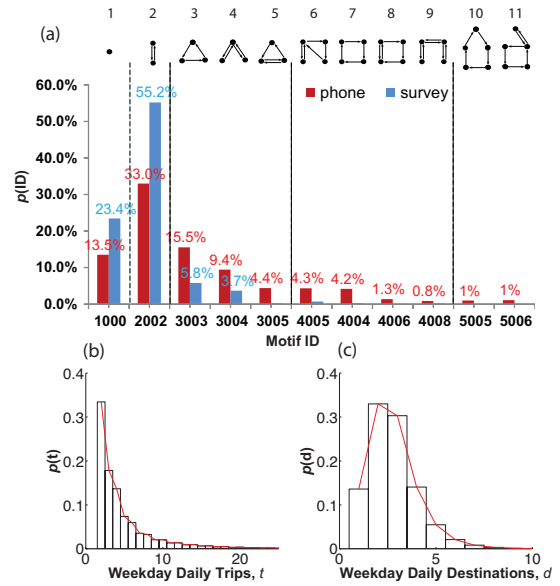 1 2 3 4 5 6 7 8 9 10 11
(a)
phone survey
60.0%
50.0%
40.0%
30.0%
20.0%
10.0%
0.0%
p(ID)
13.5% 23.4% 33.0% 55.2% 15.5% 5.8% 9.4% 3.7% 4.4% 4.3% 4.2% 1.3% 0.8% 1% 1%
1000 2002 3003 3004 3005 4005 4004 4006 4008 5005 5006
Motif ID
(b)
0.4
0.3
0.2
0.1
0
p(t)
0 10 20
Weekday Daily Trips, t
(c)
0.4
0.3
0.2
0.1
0
p(d)
0 5 10
Weekday Daily Destinations, d